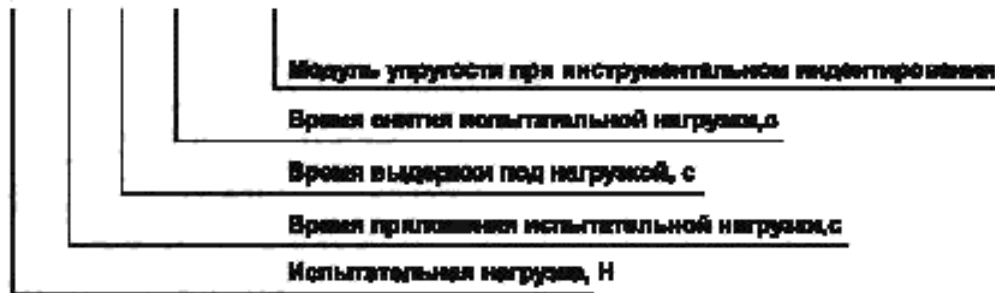 Модуль упругости при инструментальном индентировании
Время снятия испытательной нагрузки,с
Время выдержки под нагрузкой, с
Время приложения испытательной нагрузки,с
Испытательная нагрузка, Н